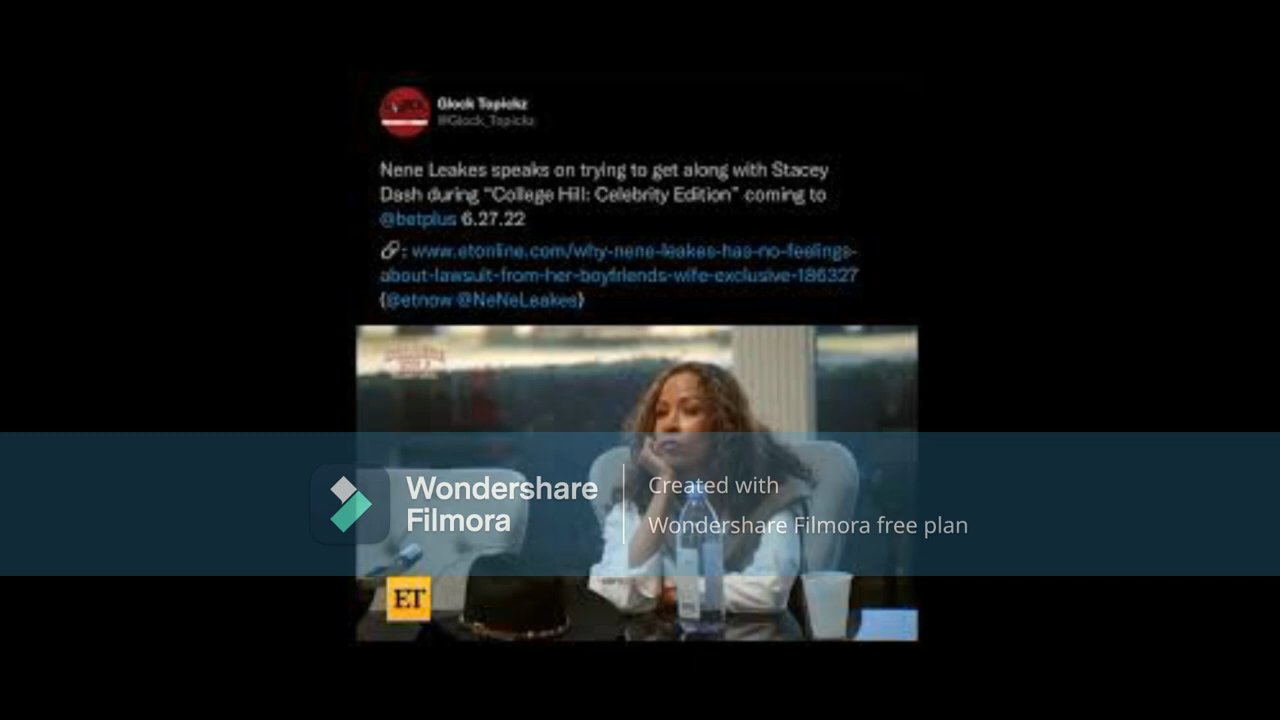 Glock Topickz
@Glock_Topickz
Nene Leakes speaks on trying to get along with Stacey
Dash during "College Hill: Celebrity Edition" coming to
@betplus 6.27.22
🔗: www.etonline.com/why-nene-leakes-has-no-feelings-
about-lawsuit-from-her-boyfriends-wife-exclusive-186327
(@etnow @NeNeLeakes)
Wondershare
Filmora
Created with
Wondershare Filmora free plan
ET